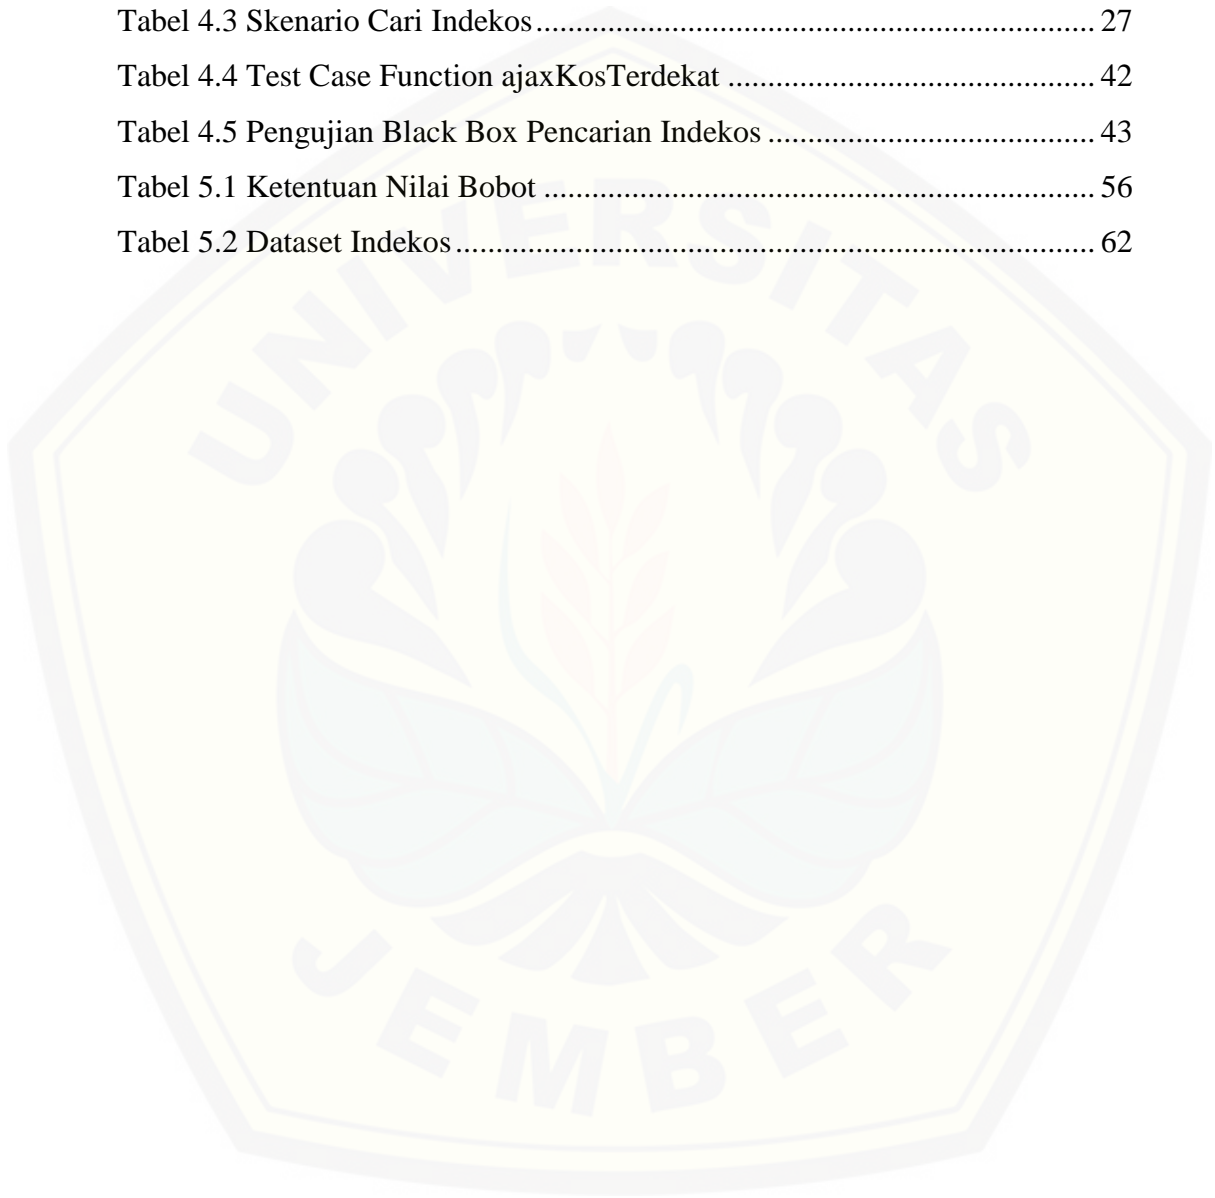 Tabel 4.3 Skenario Cari Indekos...................................................................... 27
Tabel 4.4 Test Case Function ajaxKosTerdekat .............................................. 42
Tabel 4.5 Pengujian Black Box Pencarian Indekos ......................................... 43
Tabel 5.1 Ketentuan Nilai Bobot ..................................................................... 56
Tabel 5.2 Dataset Indekos................................................................................ 62
UNIVERSITAS
JEMBER